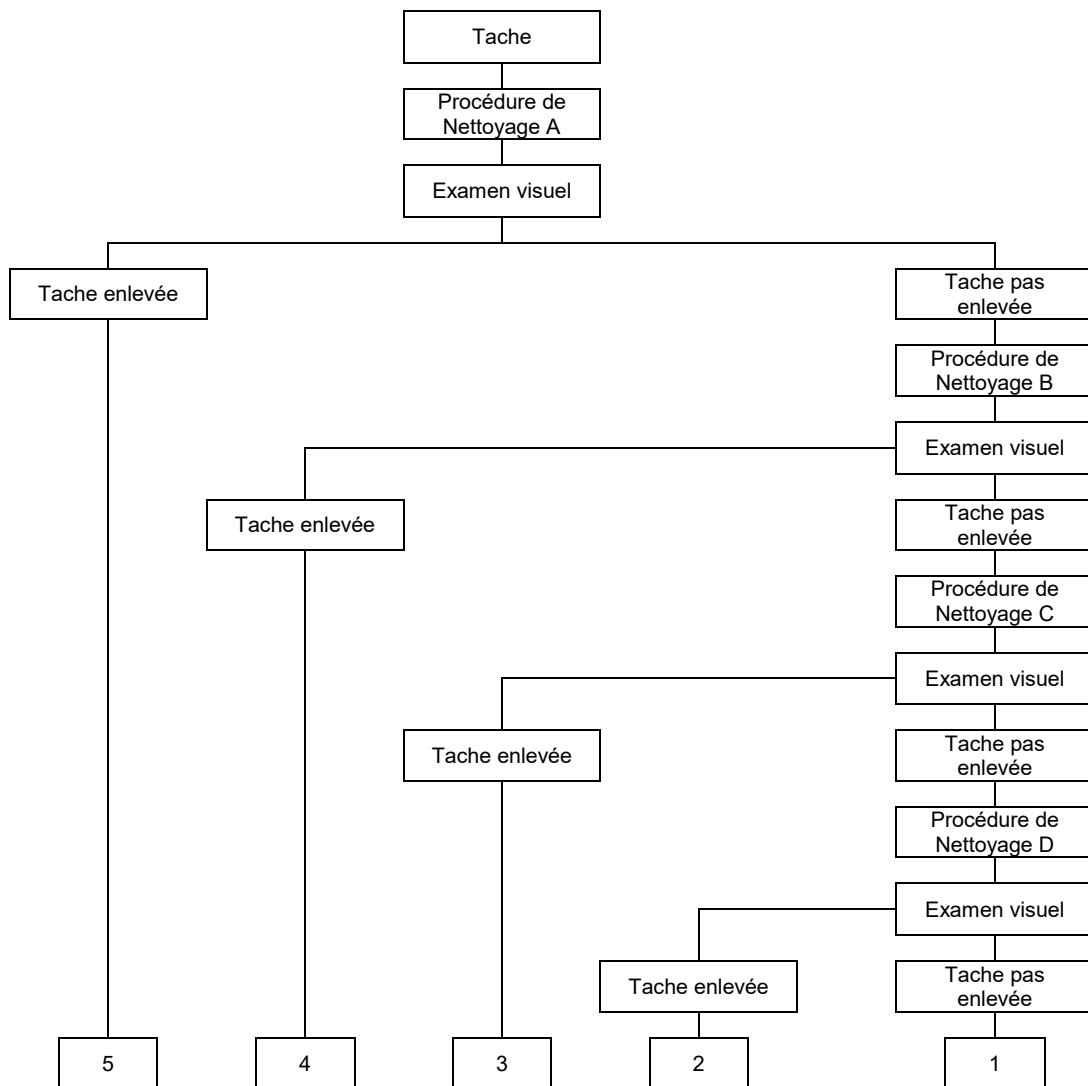 Tache
Procédure de
Nettoyage A
Examen visuel
Tache enlevée
Tache pas
enlevée
Procédure de
Nettoyage B
Examen visuel
Tache enlevée
Tache pas
enlevée
Procédure de
Nettoyage C
Examen visuel
Tache enlevée
Tache pas
enlevée
Procédure de
Nettoyage D
Examen visuel
Tache enlevée
Tache pas
enlevée
5
4
3
2
1